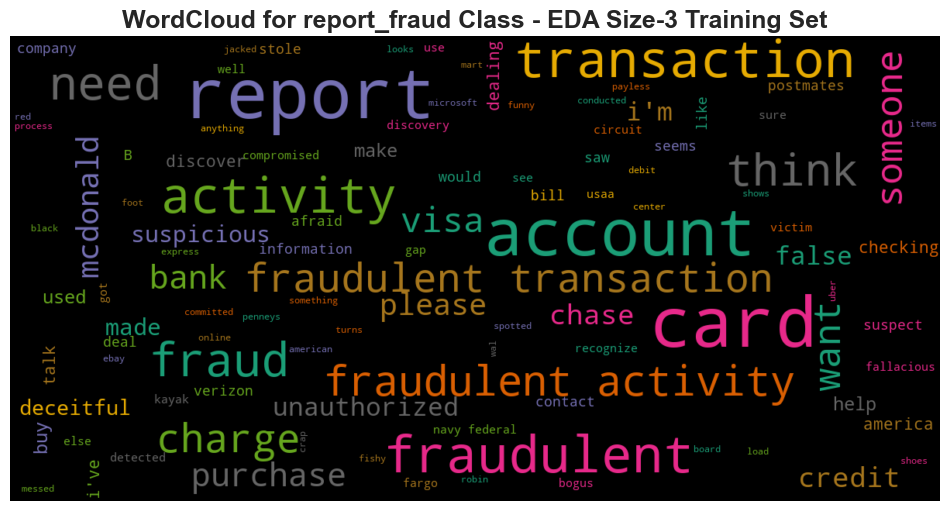 WordCloud for report_fraud Class - EDA Size-3 Training Set
company
jacked
stole
looks
use
dealing
transaction
need
well
report
mart
microsoft
funny
payless
conducted
postmates
someone
red
process
anything
discovery
circuit
i'm
like
sure
items
mcdonald
B
discover
compromised
make
saw
seems
think
debit
foot
activity
would
see
bill
usaa
center
shows
black
suspicious
afraid
visa
account
victim
express
information
gap
false
checking
used
got
bank
fraudulent transaction
uber
something
please
made
committed
penneys
turns
spotted
chase
card
want
suspect
deal
online
fraud
american
wal
recognize
fallacious
talk
ebay
verizon
fraudulent activity
deceitful
kayak
unauthorized
contact
help
america
buy
else
charge
crap
navy federal
fraudulent
board
load
detected
i've
purchase
fishy
fargo
robin
bogus
credit
shoes
messed